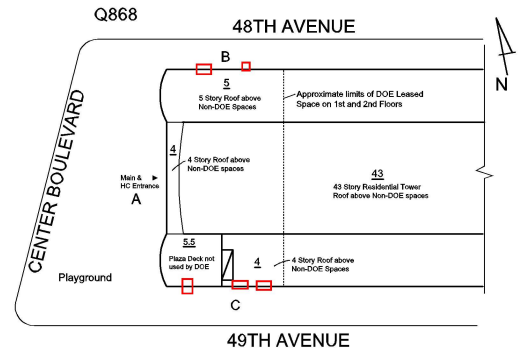 Q868
48TH AVENUE
N
B
5
5 Story Roof above
Non-DOE Spaces
Approximate limits of DOE Leased
Space on 1st and 2nd Floors
CENTER BOULEVARD
4
4 Story Roof above
Non-DOE spaces
Main &
HC Entrance
A
43
43 Story Residential Tower
Roof above Non-DOE spaces
5.5
Plaza Deck not
used by DOE
4
4 Story Roof above
Non-DOE Spaces
Playground
C
49TH AVENUE